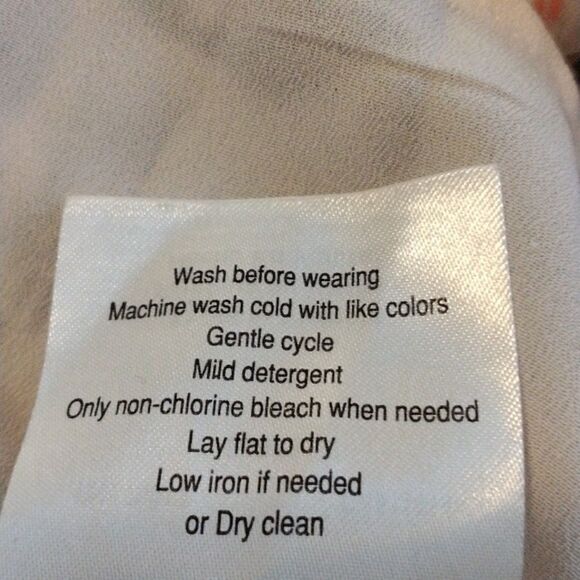 Wash before wearing
Machine wash cold with like colors
Gentle cycle
Mild detergent
Only non-chlorine bleach when needed
Lay flat to dry
Low iron if needed
or Dry clean